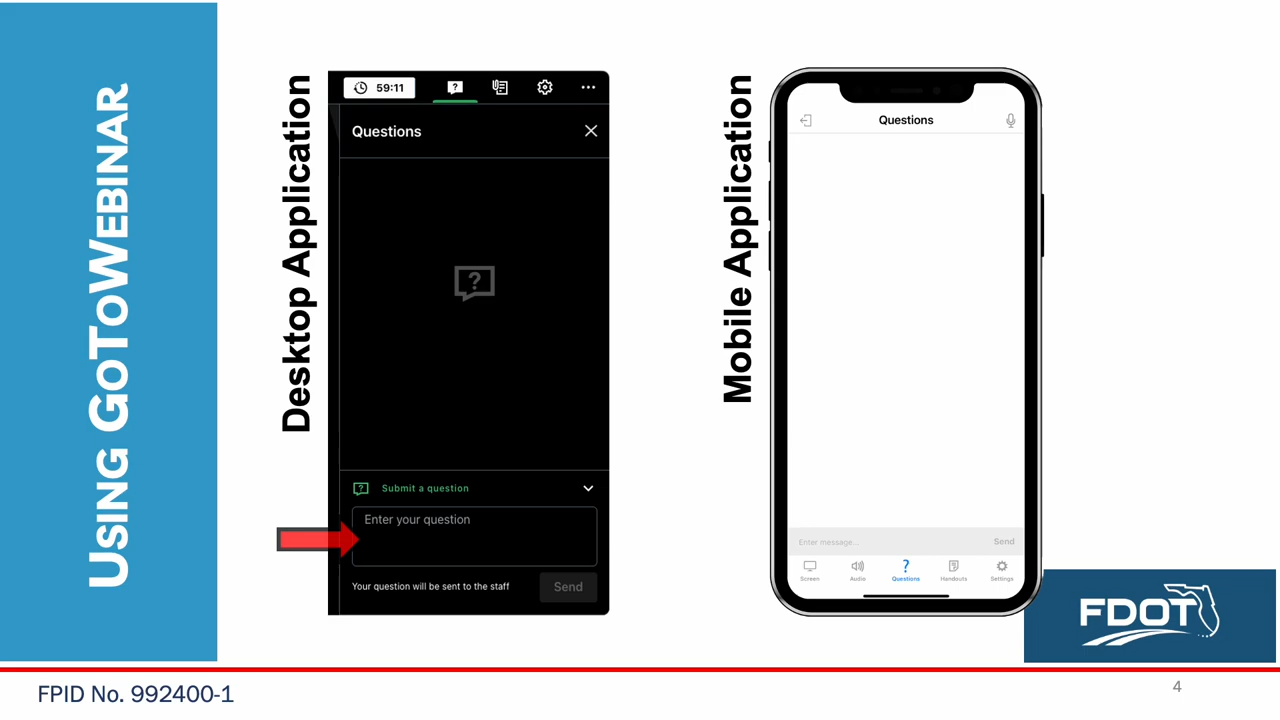 USING GOTOWEBINAR
Desktop Application
59:11
Questions
Submit a question
Enter your question
Your question will be sent to the staff
Send
Mobile Application
Questions
Enter message...
Send
Screen
Audio
Questions
Handouts
Settings
FDOT
FPID No. 992400-1
4